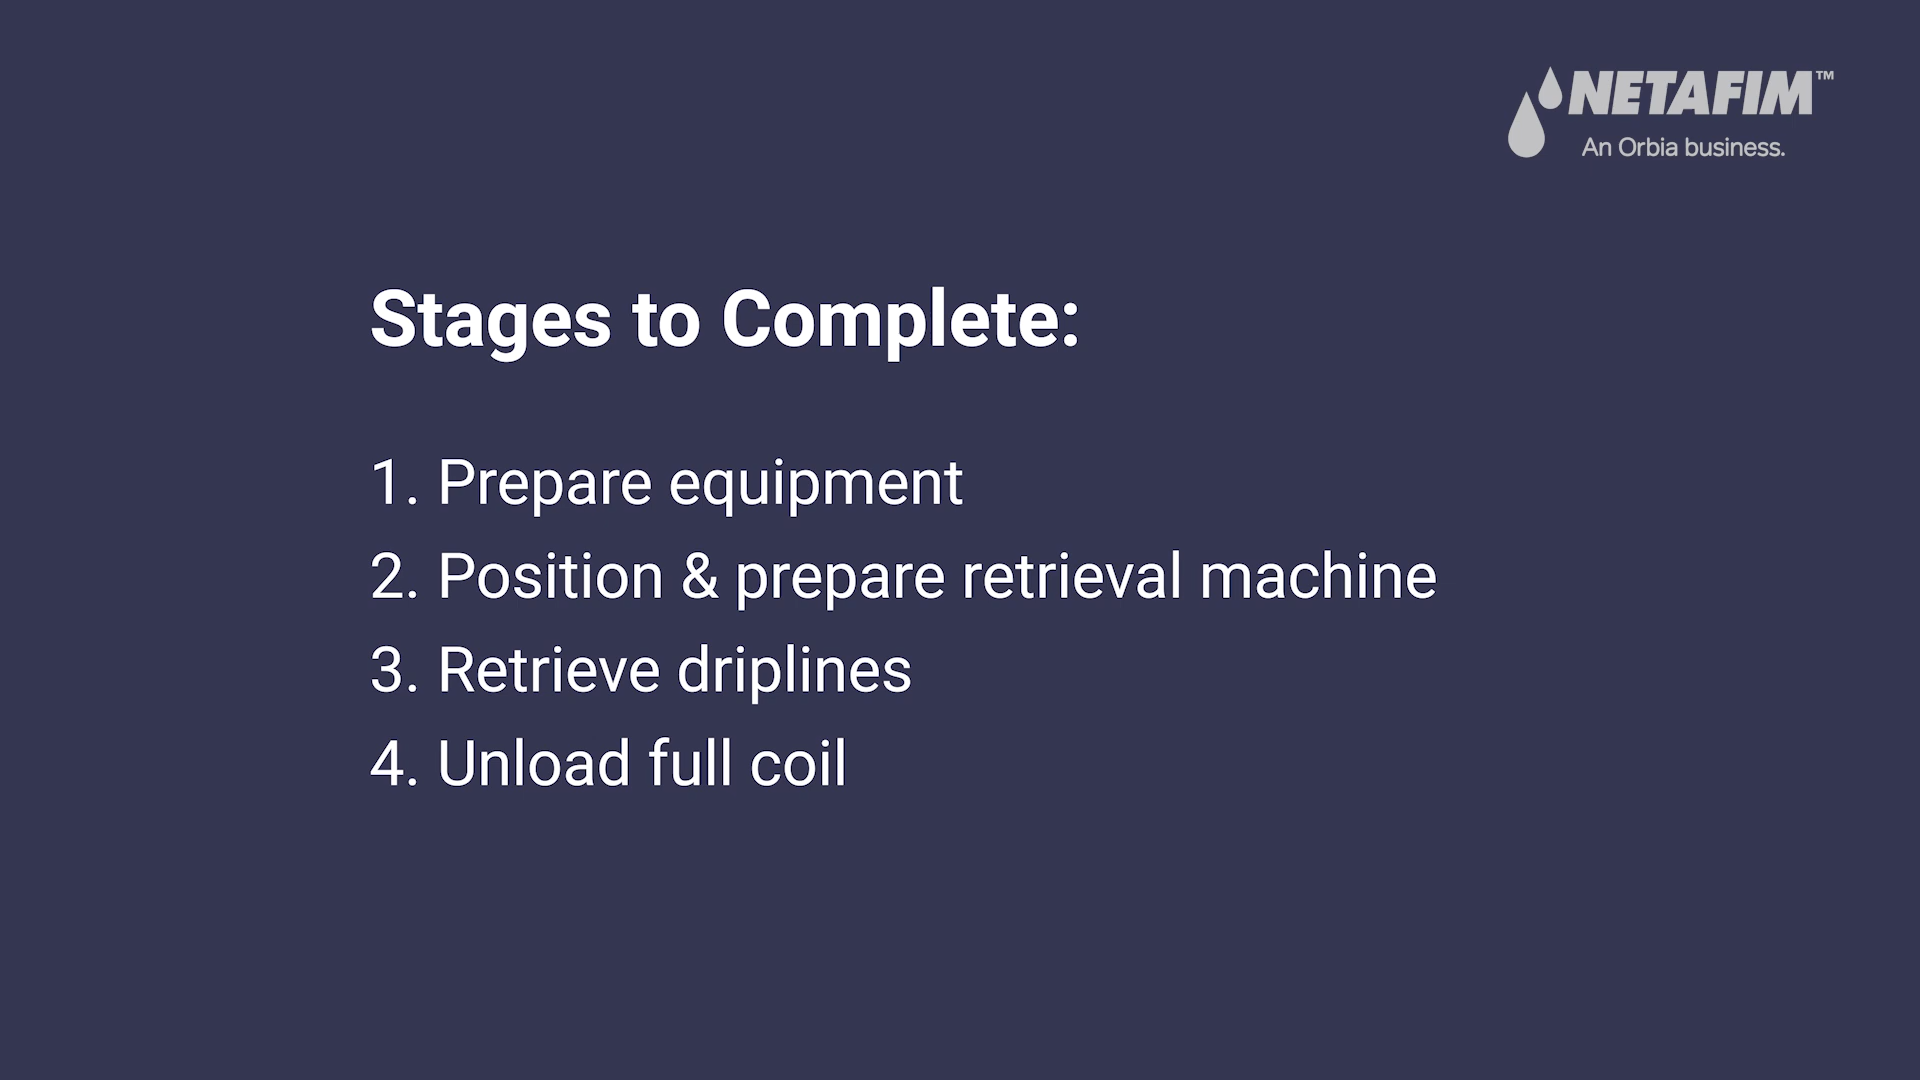 NETAFIM™
An Orbia business.
Stages to Complete:
1. Prepare equipment
2. Position & prepare retrieval machine
3. Retrieve driplines
4. Unload full coil